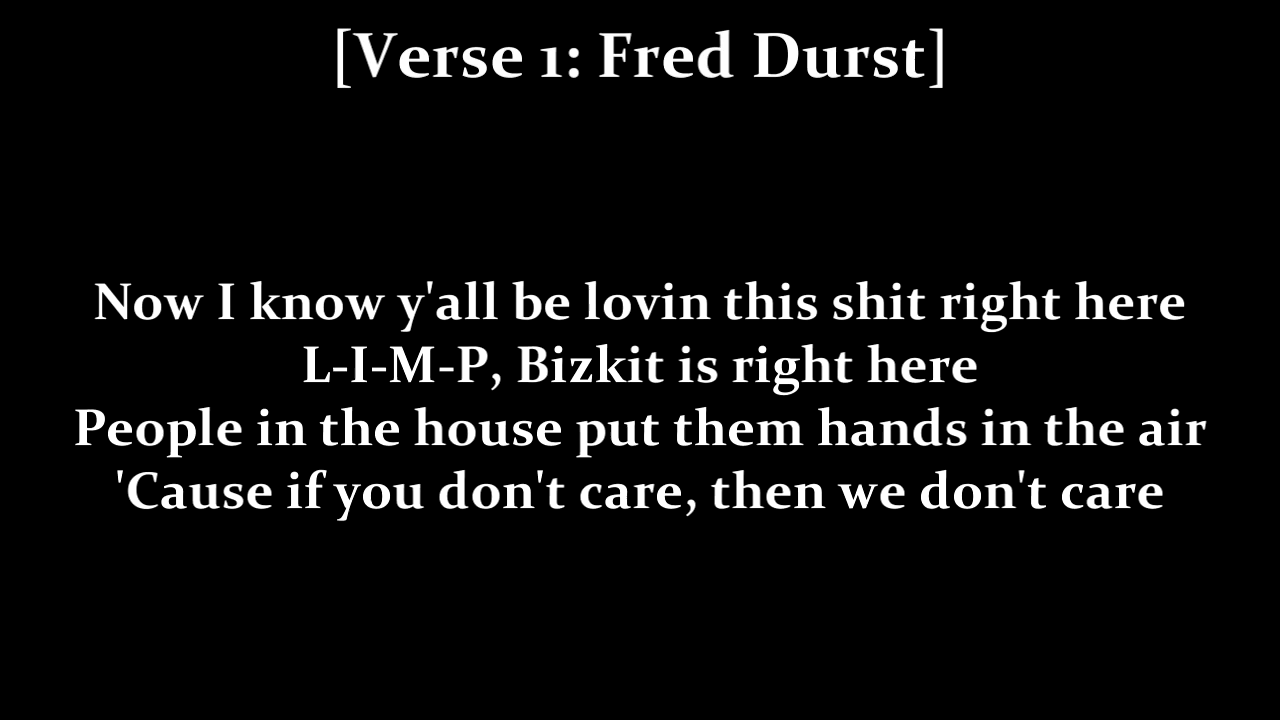 [Verse 1: Fred Durst]
Now I know y'all be lovin this shit right here
L-I-M-P, Bizkit is right here
People in the house put them hands in the air
'Cause if you don't care, then we don't care